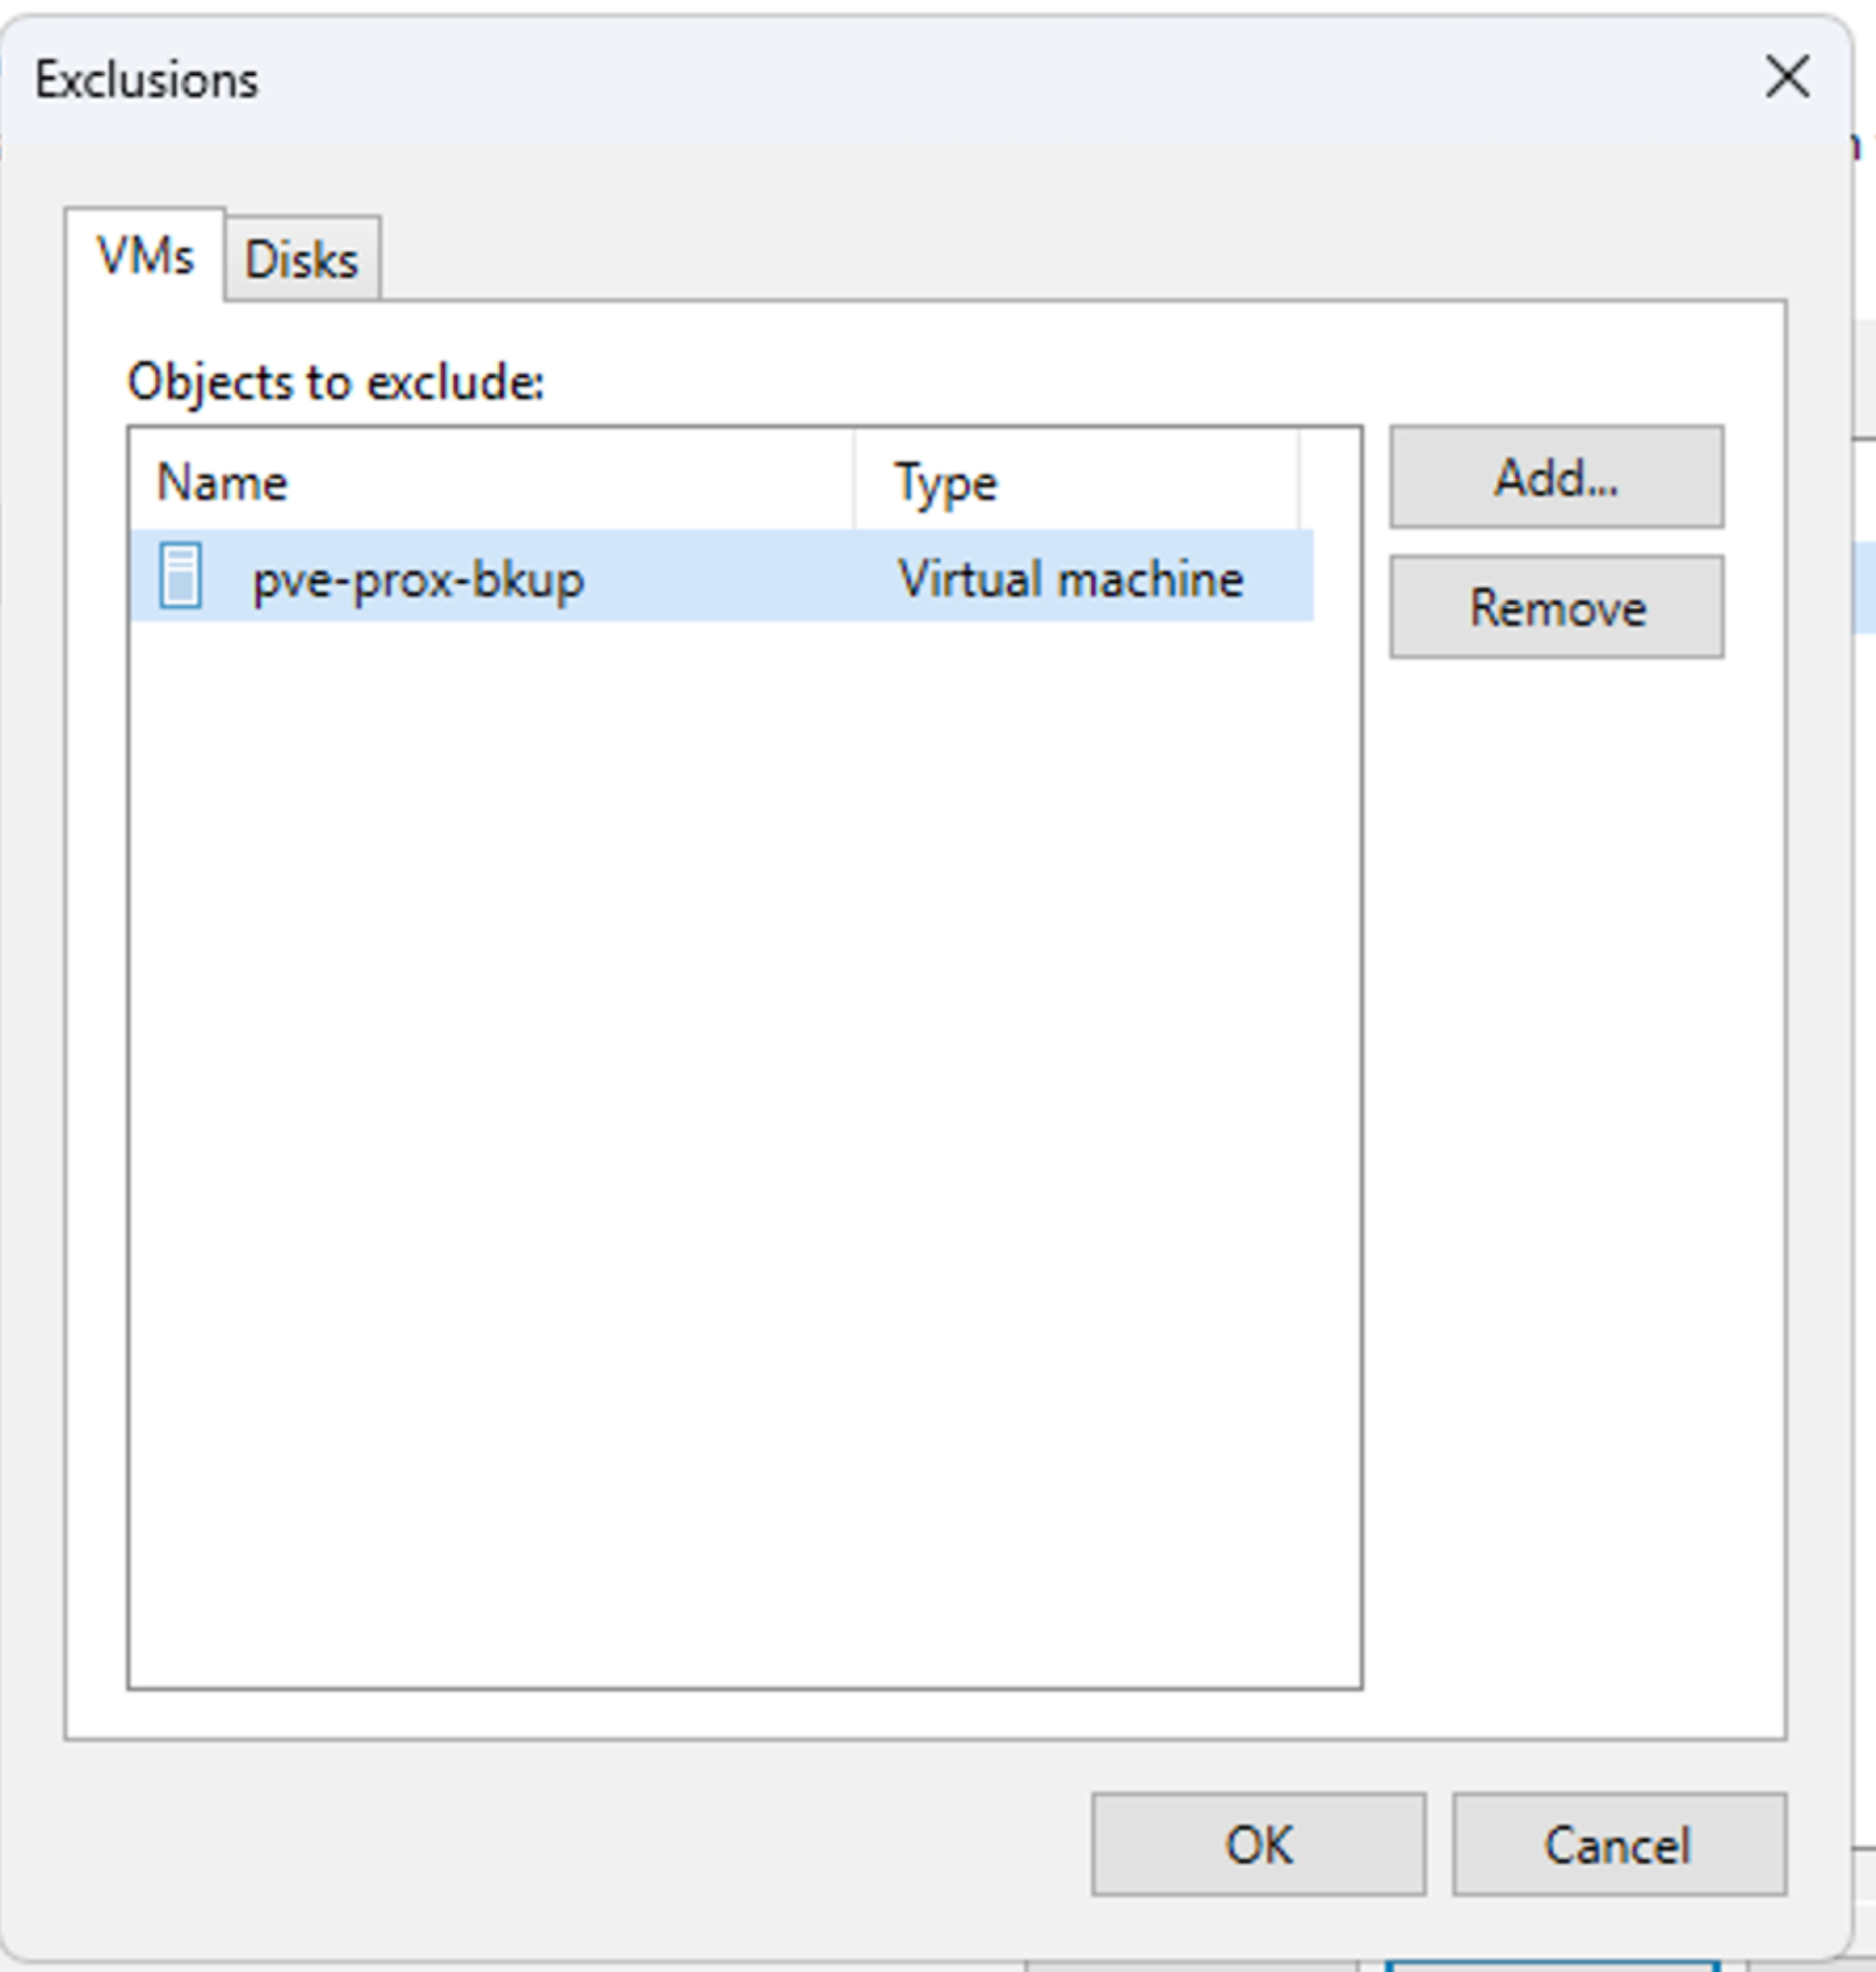 Exclusions
VMs Disks
Objects to exclude:
Name Type
pve-prox-bkup Virtual machine
Add...
Remove
OK Cancel